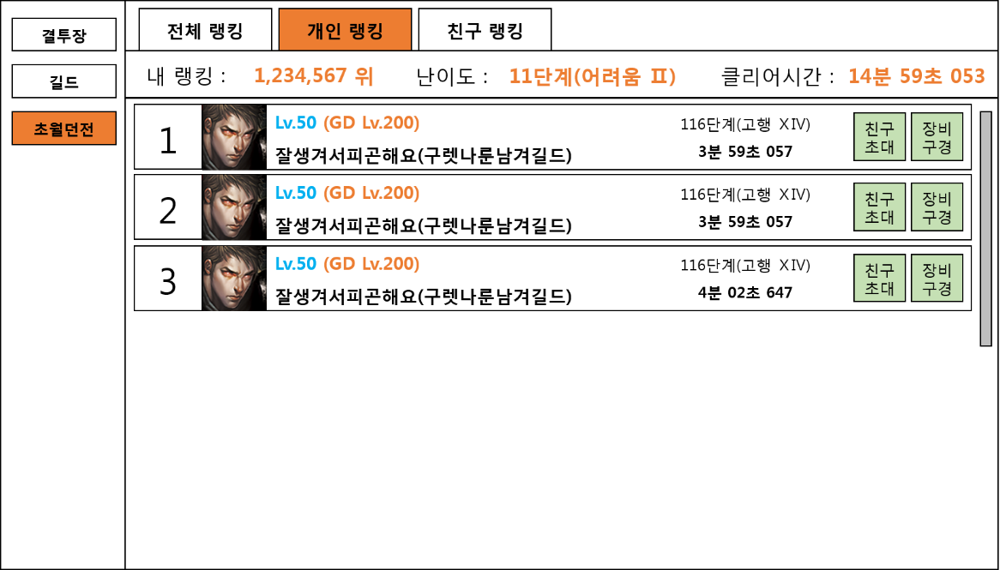 결투장
길드
초월던전
전체 랭킹
개인 랭킹
친구 랭킹
내 랭킹 : 1,234,567 위 난이도 : 11단계(어려움 Ⅱ) 클리어시간 : 14분 59초 053
1
Lv.50 (GD Lv.200)
잘생겨서피곤해요(구렛나룬남겨길드)
116단계(고행 XIV)
3분 59초 057
친구
초대
장비
구경
2
Lv.50 (GD Lv.200)
잘생겨서피곤해요(구렛나룬남겨길드)
116단계(고행 XIV)
3분 59초 057
친구
초대
장비
구경
3
Lv.50 (GD Lv.200)
잘생겨서피곤해요(구렛나룬남겨길드)
116단계(고행 XIV)
4분 02초 647
친구
초대
장비
구경